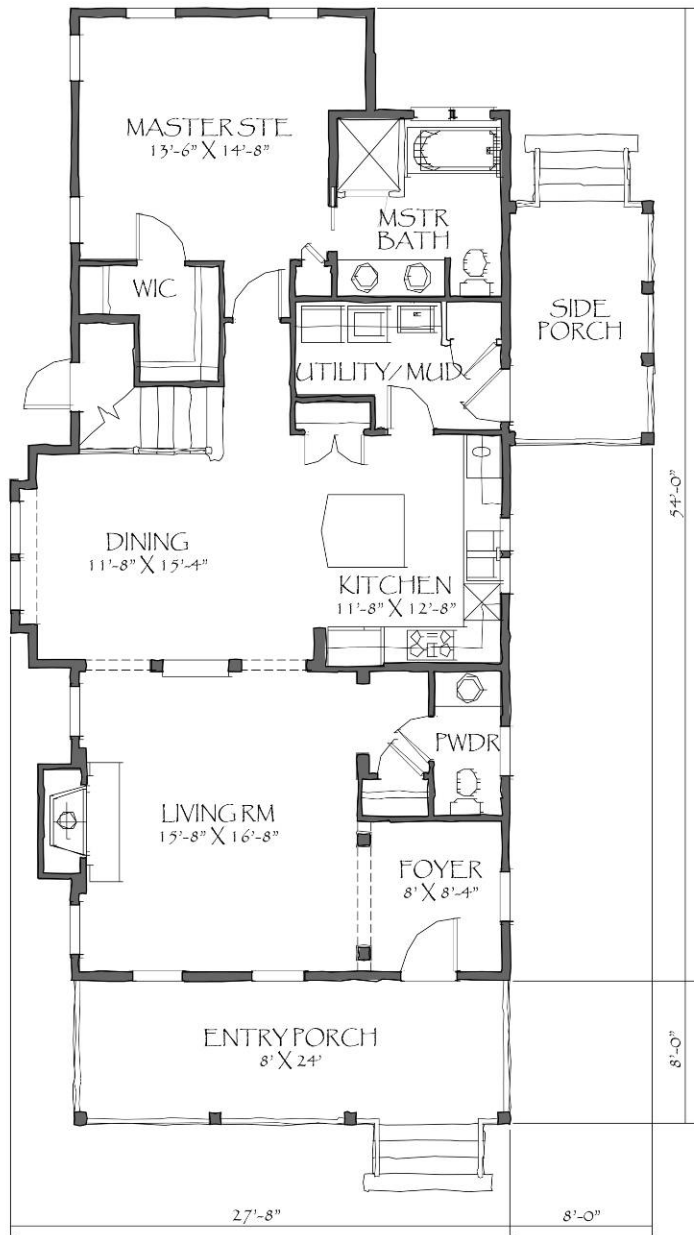 MASTER STE
13'-6" X 14'-8"
MSTR
BATH
WIC
SIDE
PORCH
UTILITY/MUD
54'-0"
DINING
11'-8" X 15'-4"
KITCHEN
11'-8" X 12'-8"
PWDR
LIVING RM
15'-8" X 16'-8"
FOYER
8' X 8'-4"
ENTRY PORCH
8' X 24'
8'-0"
27'-8"
8'-0"